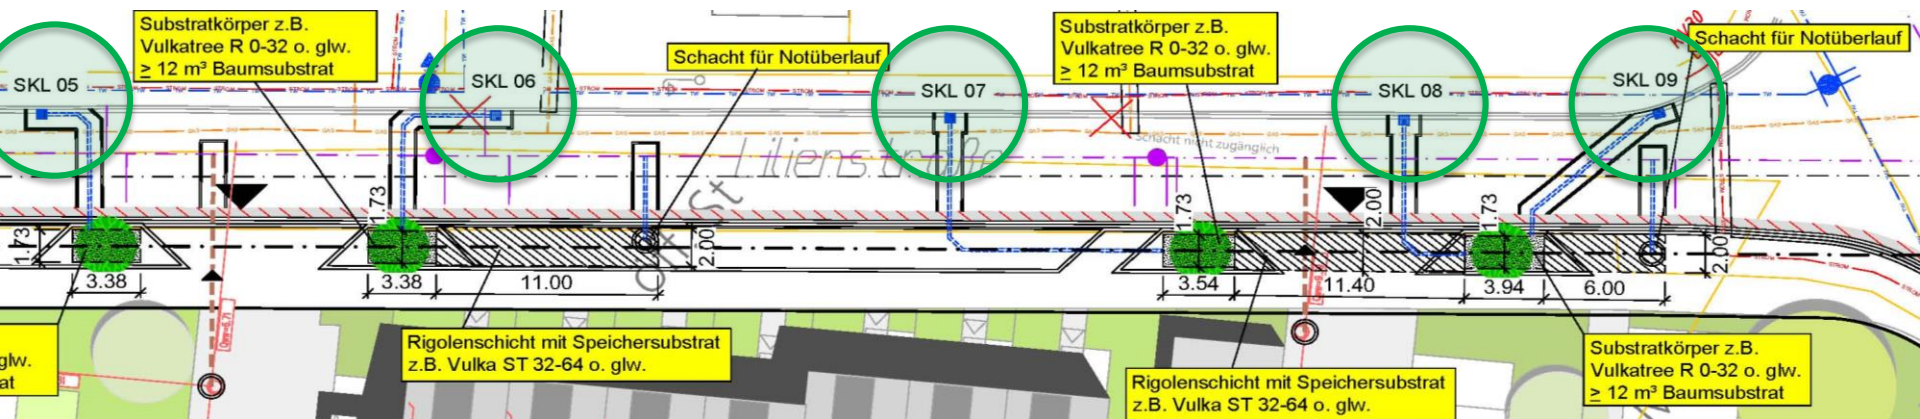 Substratkörper z.B.
Vulkatree R 0-32 o. glw.
≥ 12 m³ Baumsubstrat
Schacht für Notüberlauf
Substratkörper z.B.
Vulkatree R 0-32 o. glw.
≥ 12 m³ Baumsubstrat
Schacht für Notüberlauf
SKL 05
SKL 06
SKL 07
SKL 08
SKL 09
KV20
Lilienstraße
Schacht nicht zugänglich
1.73
1.73
2.00
1.73
2.00
1.73
2.00
3.38
3.38
11.00
3.54
11.40
3.94
6.00
glw.
at
Rigolenschicht mit Speichersubstrat
z.B. Vulka ST 32-64 o. glw.
Rigolenschicht mit Speichersubstrat
z.B. Vulka ST 32-64 o. glw.
Substratkörper z.B.
Vulkatree R 0-32 o. glw.
≥ 12 m³ Baumsubstrat